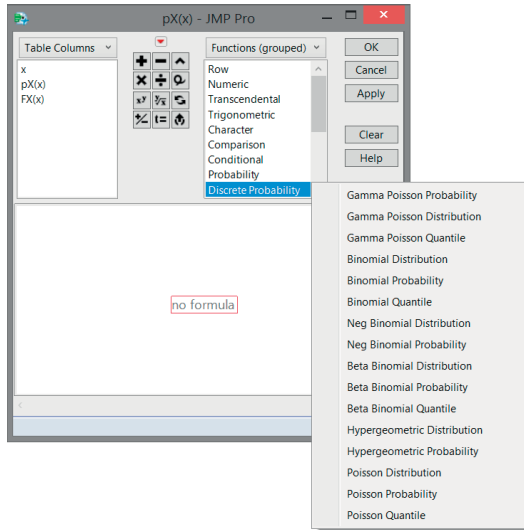 pX(x) - JMP Pro
Table Columns
x
pX(x)
FX(x)
xʸ
ʸ√x
+/-
t=
Functions (grouped)
Row
Numeric
Transcendental
Trigonometric
Character
Comparison
Conditional
Probability
Discrete Probability
OK
Cancel
Apply
Clear
Help
no formula
Gamma Poisson Probability
Gamma Poisson Distribution
Gamma Poisson Quantile
Binomial Distribution
Binomial Probability
Binomial Quantile
Neg Binomial Distribution
Neg Binomial Probability
Beta Binomial Distribution
Beta Binomial Probability
Beta Binomial Quantile
Hypergeometric Distribution
Hypergeometric Probability
Poisson Distribution
Poisson Probability
Poisson Quantile